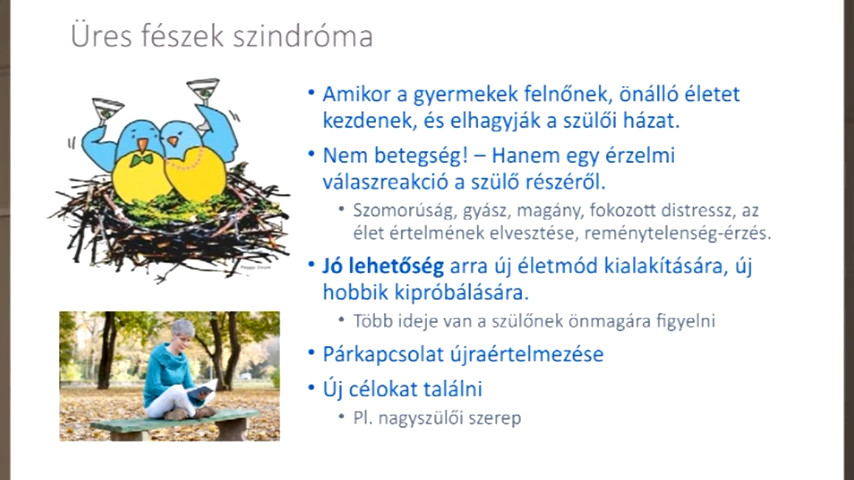 Üres fészek szindróma
• Amikor a gyermekek felnőnek, önálló életet
kezdenek, és elhagyják a szülői házat.
• Nem betegség! – Hanem egy érzelmi
válaszreakció a szülő részéről.
• Szomorúság, gyász, magány, fokozott distressz, az
élet értelmének elvesztése, reménytelenség-érzés.
• Jó lehetőség arra új életmód kialakítására, új
hobbik kipróbálására.
• Több ideje van a szülőnek önmagára figyelni
• Párkapcsolat újraértelmezése
• Új célokat találni
• Pl. nagyszülői szerep